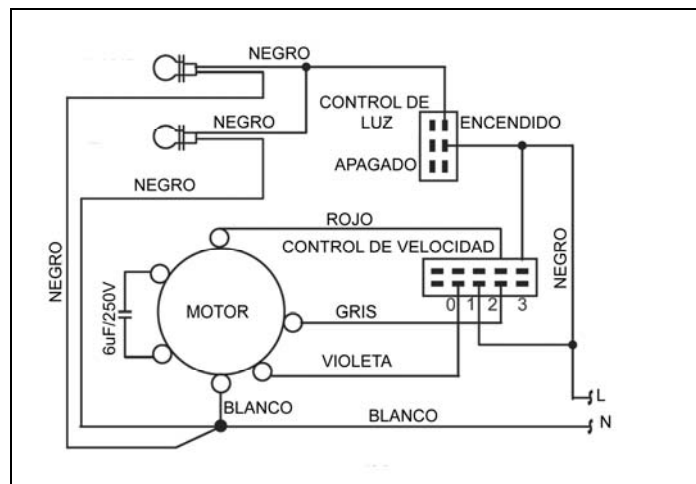 NEGRO
CONTROL DE
LUZ
ENCENDIDO
NEGRO
APAGADO
NEGRO
ROJO
CONTROL DE VELOCIDAD
NEGRO
NEGRO
0 1 2 3
6uF/250V
MOTOR
GRIS
VIOLETA
L
BLANCO
BLANCO
N